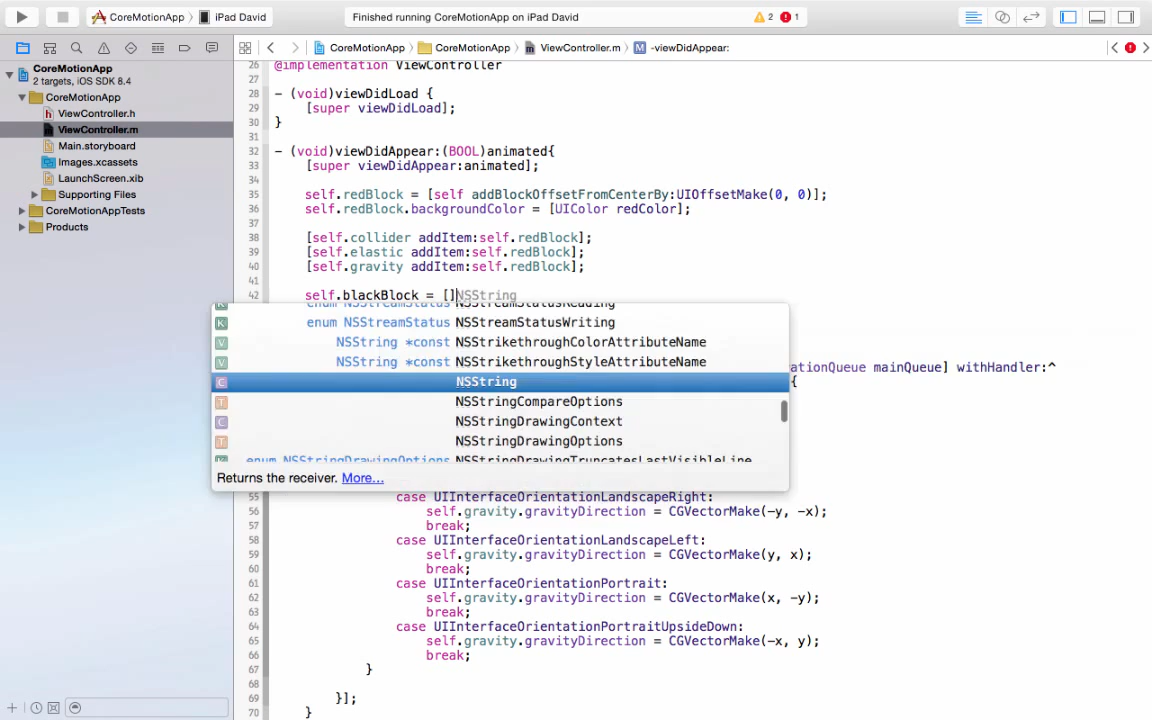 CoreMotionApp iPad David Finished running CoreMotionApp on iPad David 2 1
CoreMotionApp CoreMotionApp ViewController.m M -viewDidAppear:
CoreMotionApp
2 targets, iOS SDK 8.4
CoreMotionApp
h ViewController.h
m ViewController.m
Main.storyboard
Images.xcassets
LaunchScreen.xib
Supporting Files
CoreMotionAppTests
Products
26 @implementation ViewController
27
28 - (void)viewDidLoad {
29 [super viewDidLoad];
30 }
31
32 - (void)viewDidAppear:(BOOL)animated{
33 [super viewDidAppear:animated];
34
35 self.redBlock = [self addBlockOffsetFromCenterBy:UIOffsetMake(0, 0)];
36 self.redBlock.backgroundColor = [UIColor redColor];
37
38 [self.collider addItem:self.redBlock];
39 [self.elastic addItem:self.redBlock];
40 [self.gravity addItem:self.redBlock];
41
42 self.blackBlock = []NSString
enum NSStreamStatus NSStreamStatusReading
K enum NSStreamStatus NSStreamStatusWriting
V NSString *const NSStrikethroughColorAttributeName
V NSString *const NSStrikethroughStyleAttributeName
C NSString
T NSStringCompareOptions
C NSStringDrawingContext
T NSStringDrawingOptions
K enum NSStringDrawingOptions NSStringDrawingTruncatesLastVisibleLine
Returns the receiver. More...
ationQueue mainQueue] withHandler:^
{
55 case UIInterfaceOrientationLandscapeRight:
56 self.gravity.gravityDirection = CGVectorMake(-y, -x);
57 break;
58 case UIInterfaceOrientationLandscapeLeft:
59 self.gravity.gravityDirection = CGVectorMake(y, x);
60 break;
61 case UIInterfaceOrientationPortrait:
62 self.gravity.gravityDirection = CGVectorMake(x, -y);
63 break;
64 case UIInterfaceOrientationPortraitUpsideDown:
65 self.gravity.gravityDirection = CGVectorMake(-x, y);
66 break;
67 }
68
69 }];
70 }